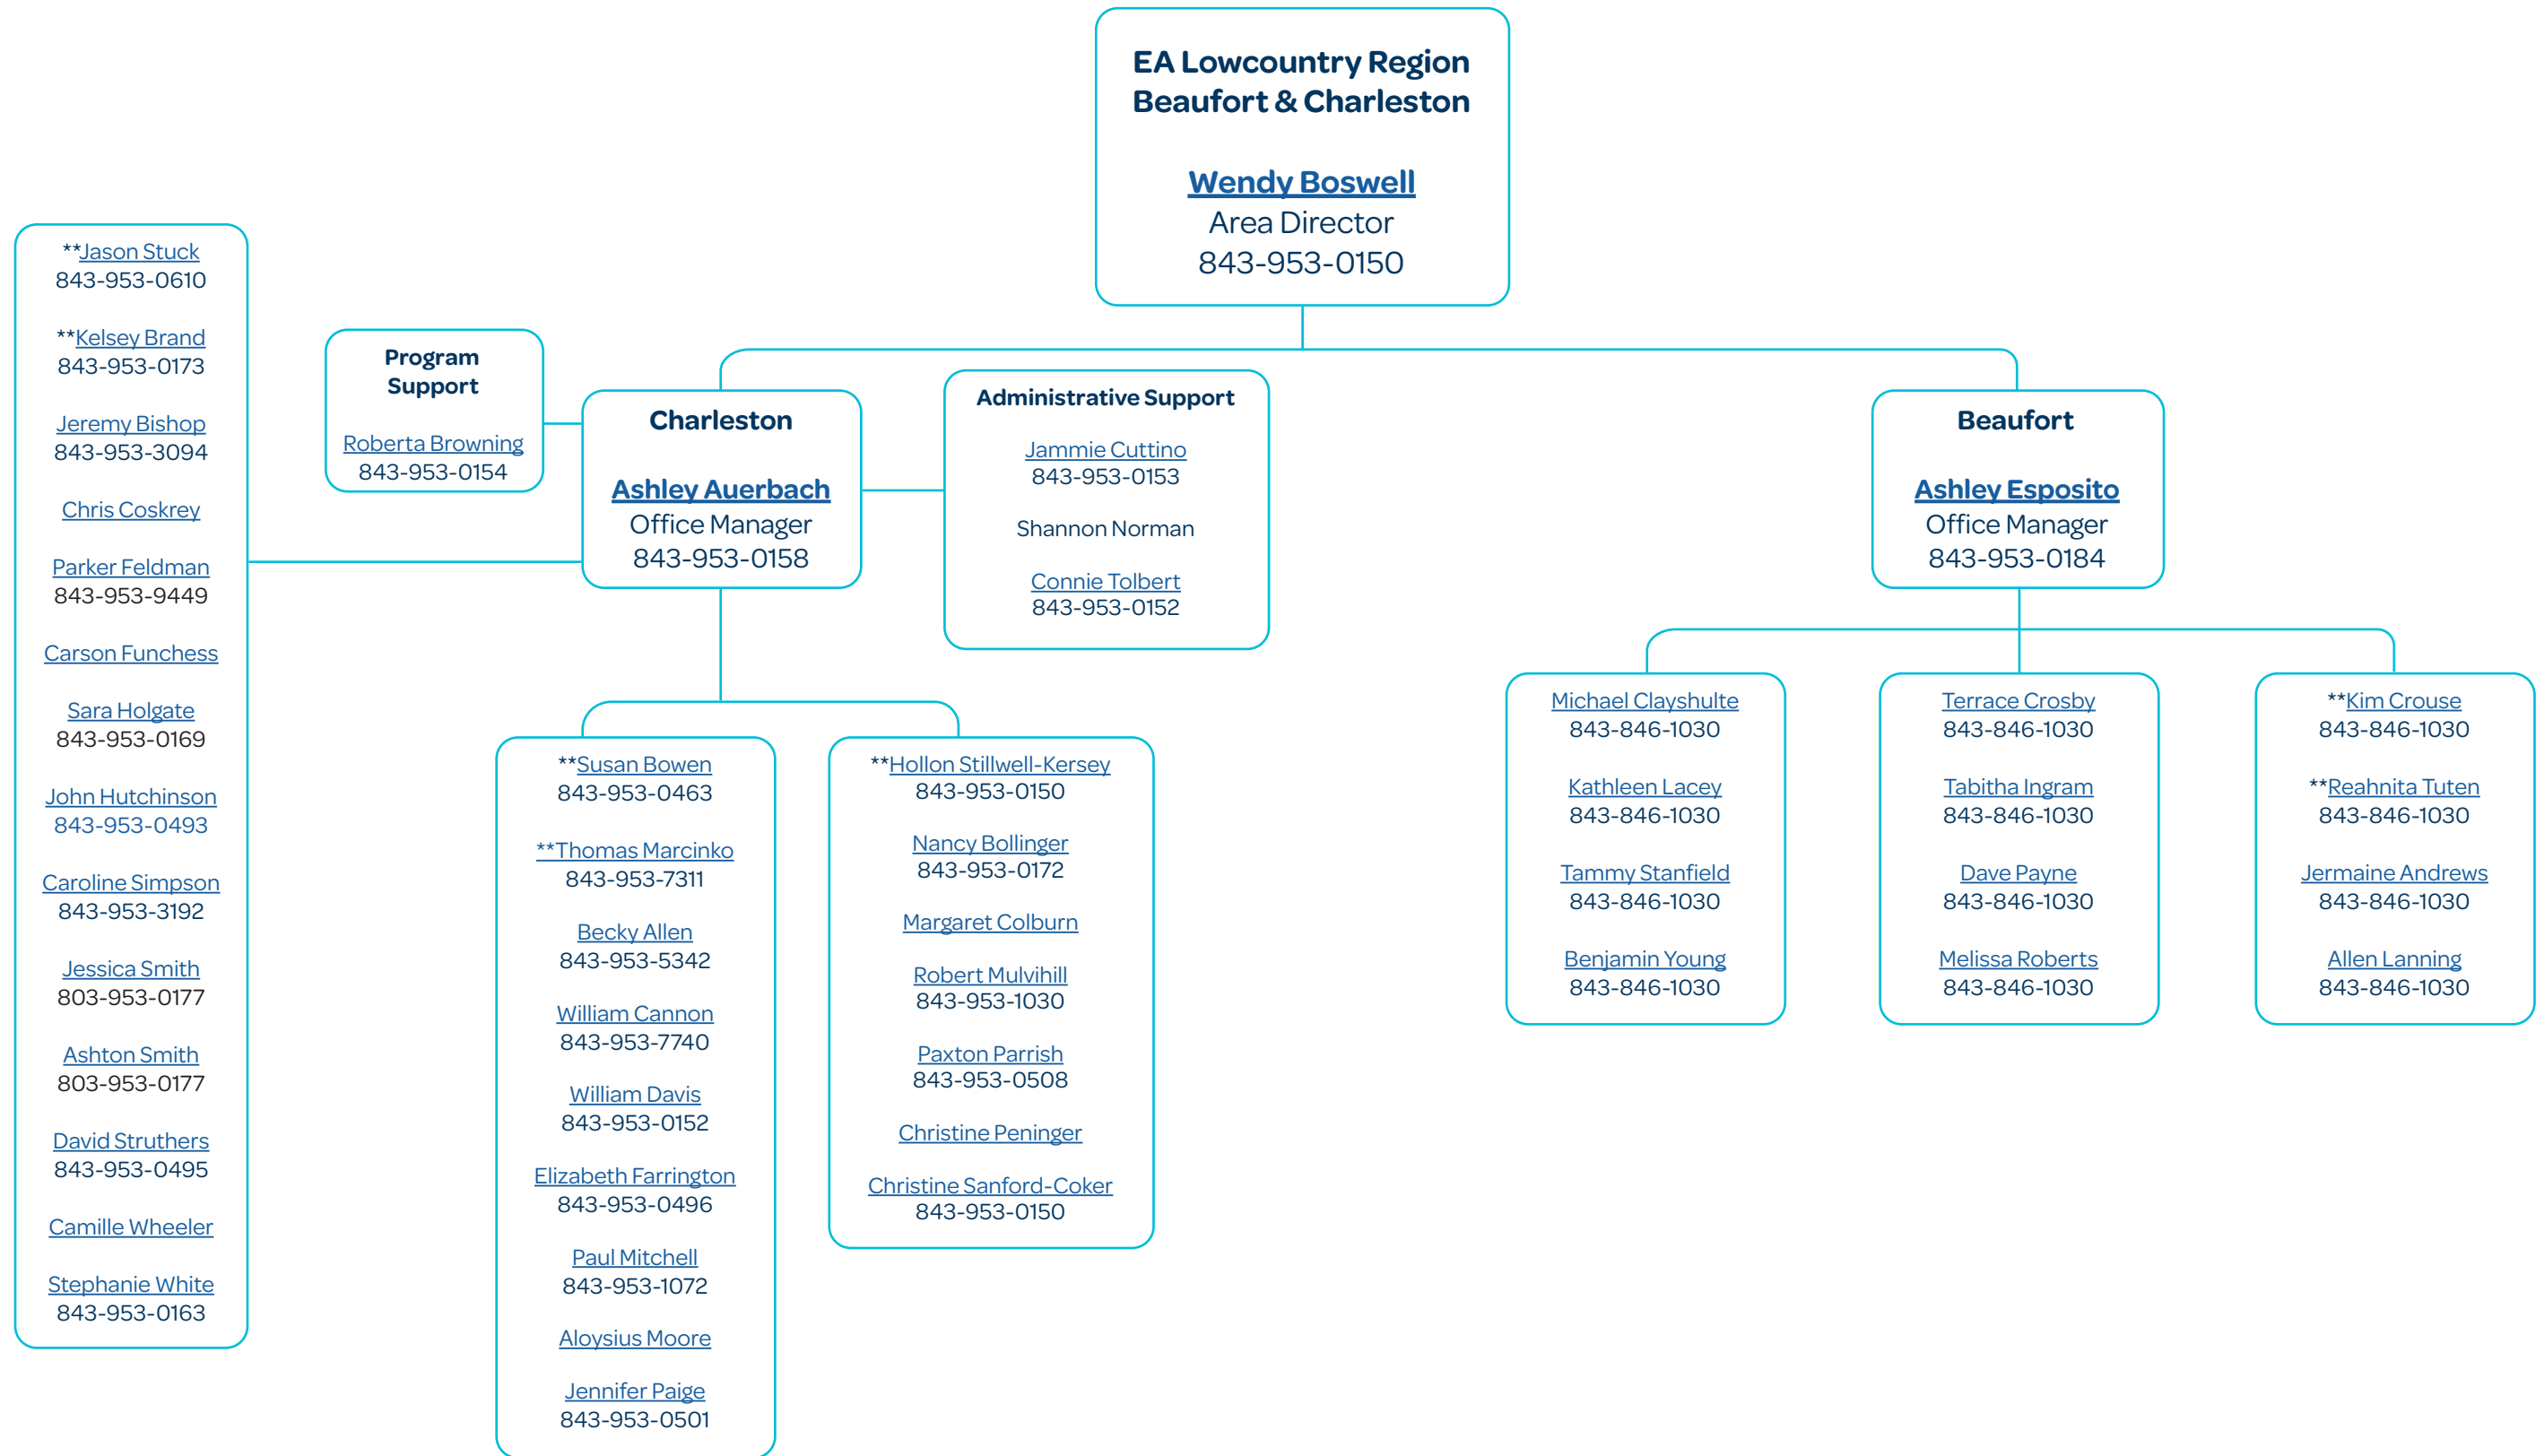 EA Lowcountry Region
Beaufort & Charleston
Wendy Boswell
Area Director
843-953-0150
**Jason Stuck
843-953-0610
**Kelsey Brand
843-953-0173
Jeremy Bishop
843-953-3094
Chris Coskrey
Parker Feldman
843-953-9449
Carson Funchess
Sara Holgate
843-953-0169
John Hutchinson
843-953-0493
Caroline Simpson
843-953-3192
Jessica Smith
803-953-0177
Ashton Smith
803-953-0177
David Struthers
843-953-0495
Camille Wheeler
Stephanie White
843-953-0163
Program
Support
Roberta Browning
843-953-0154
Charleston
Ashley Auerbach
Office Manager
843-953-0158
Administrative Support
Jammie Cuttino
843-953-0153
Shannon Norman
Connie Tolbert
843-953-0152
**Susan Bowen
843-953-0463
**Thomas Marcinko
843-953-7311
Becky Allen
843-953-5342
William Cannon
843-953-7740
William Davis
843-953-0152
Elizabeth Farrington
843-953-0496
Paul Mitchell
843-953-1072
Aloysius Moore
Jennifer Paige
843-953-0501
**Hollon Stillwell-Kersey
843-953-0150
Nancy Bollinger
843-953-0172
Margaret Colburn
Robert Mulvihill
843-953-1030
Paxton Parrish
843-953-0508
Christine Peninger
Christine Sanford-Coker
843-953-0150
Beaufort
Ashley Esposito
Office Manager
843-953-0184
Michael Clayshulte
843-846-1030
Kathleen Lacey
843-846-1030
Tammy Stanfield
843-846-1030
Benjamin Young
843-846-1030
Terrace Crosby
843-846-1030
Tabitha Ingram
843-846-1030
Dave Payne
843-846-1030
Melissa Roberts
843-846-1030
**Kim Crouse
843-846-1030
**Reahnita Tuten
843-846-1030
Jermaine Andrews
843-846-1030
Allen Lanning
843-846-1030